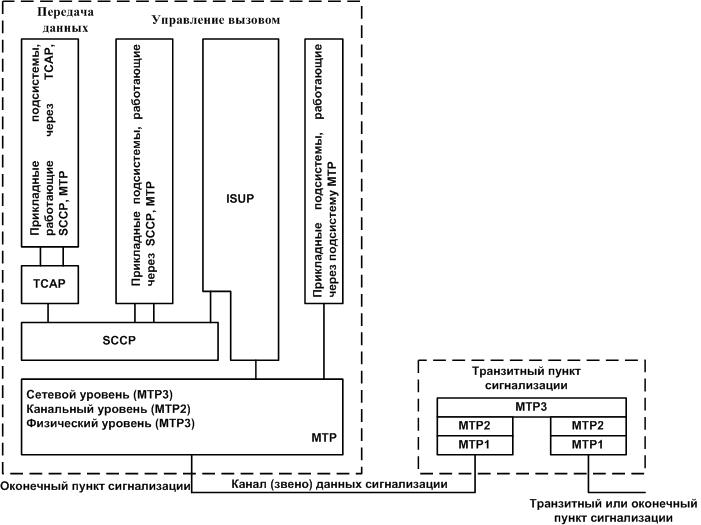 Передача
данных
Управление вызовом
Прикладные подсистемы,
работающие через TCAP,
SCCP, MTP
Прикладные подсистемы, работающие
через SCCP, MTP
ISUP
Прикладные подсистемы, работающие
через подсистему MTP
TCAP
SCCP
Сетевой уровень (MTP3)
Канальный уровень (MTP2)
Физический уровень (MTP3)
MTP
Транзитный пункт
сигнализации
MTP3
MTP2
MTP2
MTP1
MTP1
Оконечный пункт сигнализации
Канал (звено) данных сигнализации
Транзитный или оконечный
пункт сигнализации